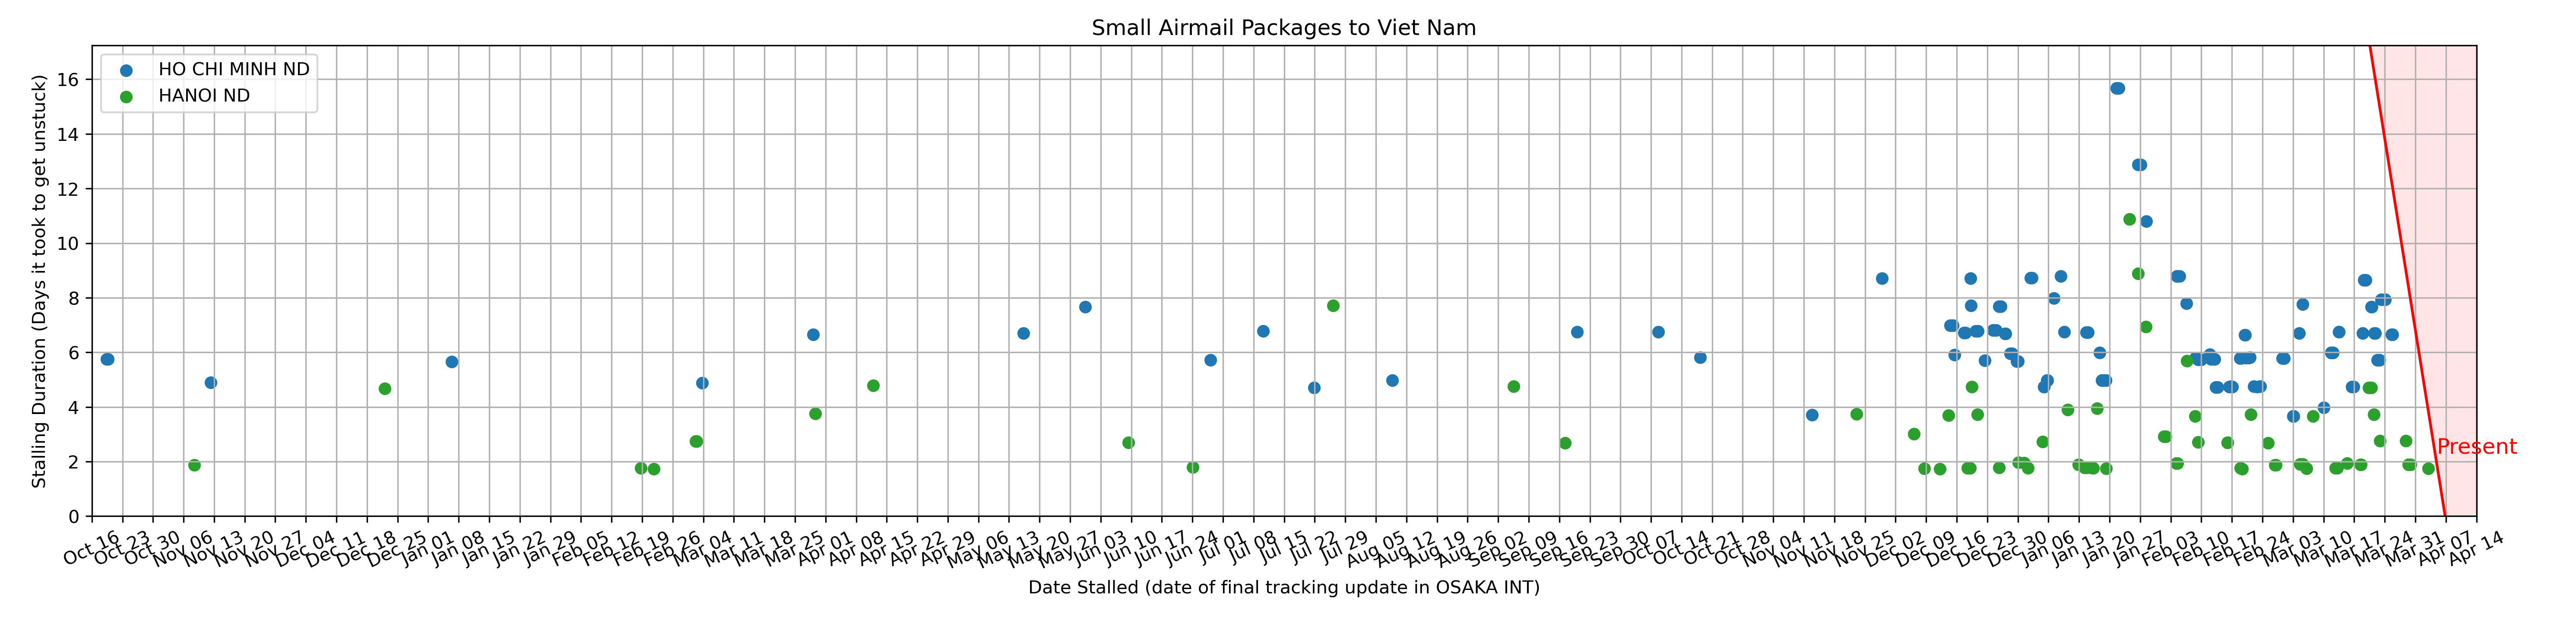 Small Airmail Packages to Viet Nam
HO CHI MINH ND
HANOI ND
Stalling Duration (Days it took to get unstuck)
16
14
12
10
8
6
4
2
0
Present
Oct 16
Oct 23
Oct 30
Nov 06
Nov 13
Nov 20
Nov 27
Dec 04
Dec 11
Dec 18
Dec 25
Jan 01
Jan 08
Jan 15
Jan 22
Jan 29
Feb 05
Feb 12
Feb 19
Feb 26
Mar 04
Mar 11
Mar 18
Mar 25
Apr 01
Apr 08
Apr 15
Apr 22
Apr 29
May 06
May 13
May 20
May 27
Jun 03
Jun 10
Jun 17
Jun 24
Jul 01
Jul 08
Jul 15
Jul 22
Jul 29
Aug 05
Aug 12
Aug 19
Aug 26
Sep 02
Sep 09
Sep 16
Sep 23
Sep 30
Oct 07
Oct 14
Oct 21
Oct 28
Nov 04
Nov 11
Nov 18
Nov 25
Dec 02
Dec 09
Dec 16
Dec 23
Dec 30
Jan 06
Jan 13
Jan 20
Jan 27
Feb 03
Feb 10
Feb 17
Feb 24
Mar 03
Mar 10
Mar 17
Mar 24
Mar 31
Apr 07
Apr 14
Date Stalled (date of final tracking update in OSAKA INT)